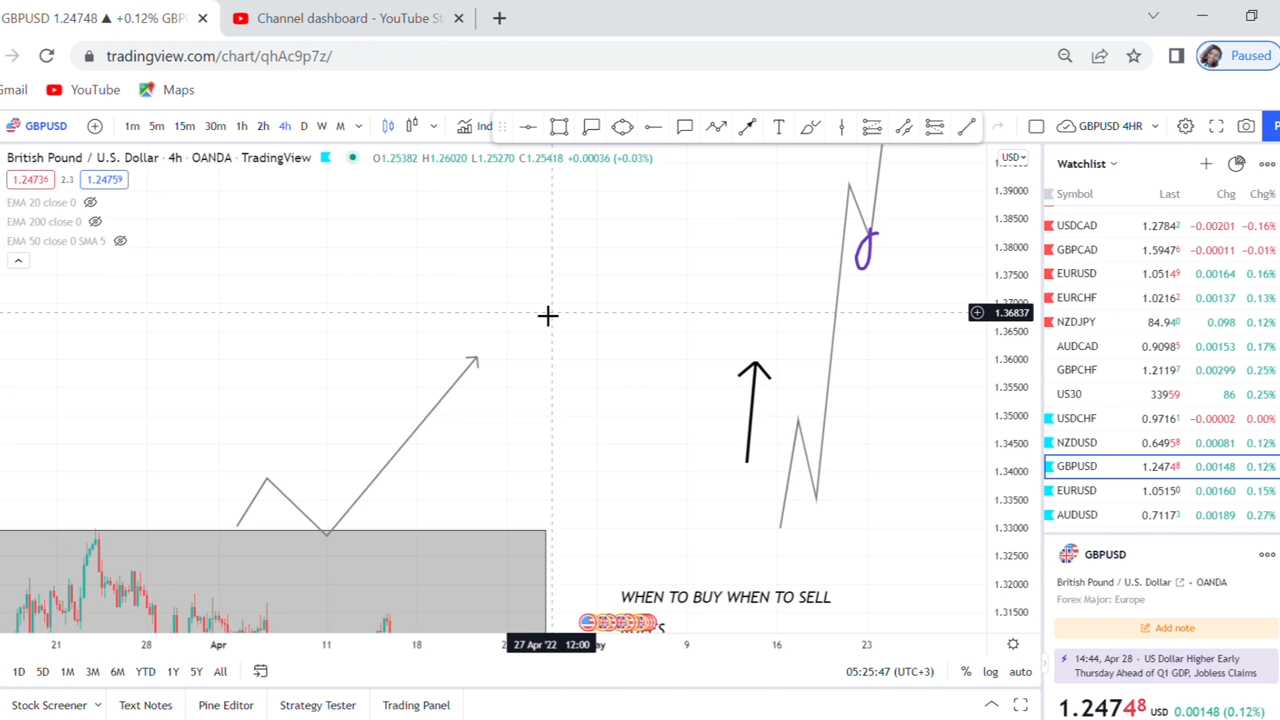 GBPUSD 1.24748 ▲ +0.12% GBP
Channel dashboard - YouTube St
tradingview.com/chart/qhAc9p7z/
Paused
Gmail YouTube Maps
GBPUSD 1m 5m 15m 30m 1h 2h 4h D W M Ind GBPUSD 4HR P
British Pound / U.S. Dollar · 4h · OANDA · TradingView O1.25382 H1.26020 L1.25270 C1.25418 +0.00036 (+0.03%)
1.24736 2.3 1.24759
EMA 20 close 0
EMA 200 close 0
EMA 50 close 0 SMA 5
USD
1.39000
1.38500
1.38000
1.37500
1.37000
1.36837
1.36500
1.36000
1.35500
1.35000
1.34500
1.34000
1.33500
1.33000
1.32500
1.32000
1.31500
WHEN TO BUY WHEN TO SELL
21 28 Apr 11 18 27 Apr '22 12:00 9 16 23
1D 5D 1M 3M 6M YTD 1Y 5Y All 05:25:47 (UTC+3) % log auto
Stock Screener Text Notes Pine Editor Strategy Tester Trading Panel
Watchlist
Symbol Last Chg Chg%
USDCAD 1.27842 -0.00201 -0.16%
GBPCAD 1.59476 -0.00011 -0.01%
EURUSD 1.05149 0.00164 0.16%
EURCHF 1.02162 0.00137 0.13%
NZDJPY 84.940 0.098 0.12%
AUDCAD 0.90985 0.00153 0.17%
GBPCHF 1.21197 0.00299 0.25%
US30 33959 86 0.25%
USDCHF 0.97161 -0.00002 0.00%
NZDUSD 0.64958 0.00081 0.12%
GBPUSD 1.24748 0.00148 0.12%
EURUSD 1.05150 0.00160 0.15%
AUDUSD 0.71173 0.00189 0.27%
GBPUSD
British Pound / U.S. Dollar · OANDA
Forex Major: Europe
Add note
14:44, Apr 28 · US Dollar Higher Early
Thursday Ahead of Q1 GDP, Jobless Claims
1.24748 USD 0.00148 (0.12%)